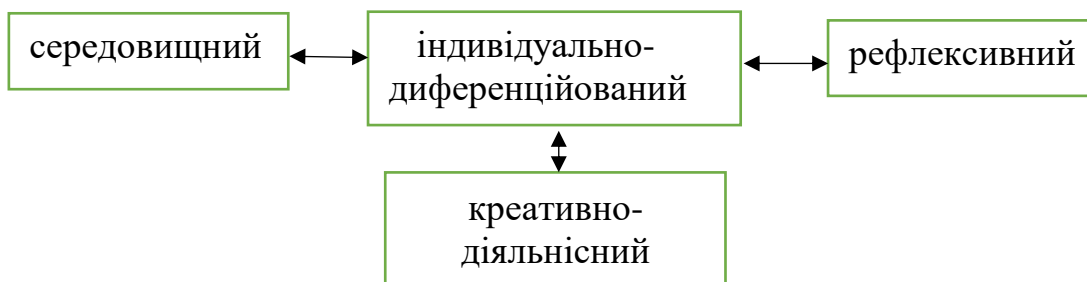 середовищний
індивідуально-
диференційований
рефлексивний
креативно-
діяльнісний